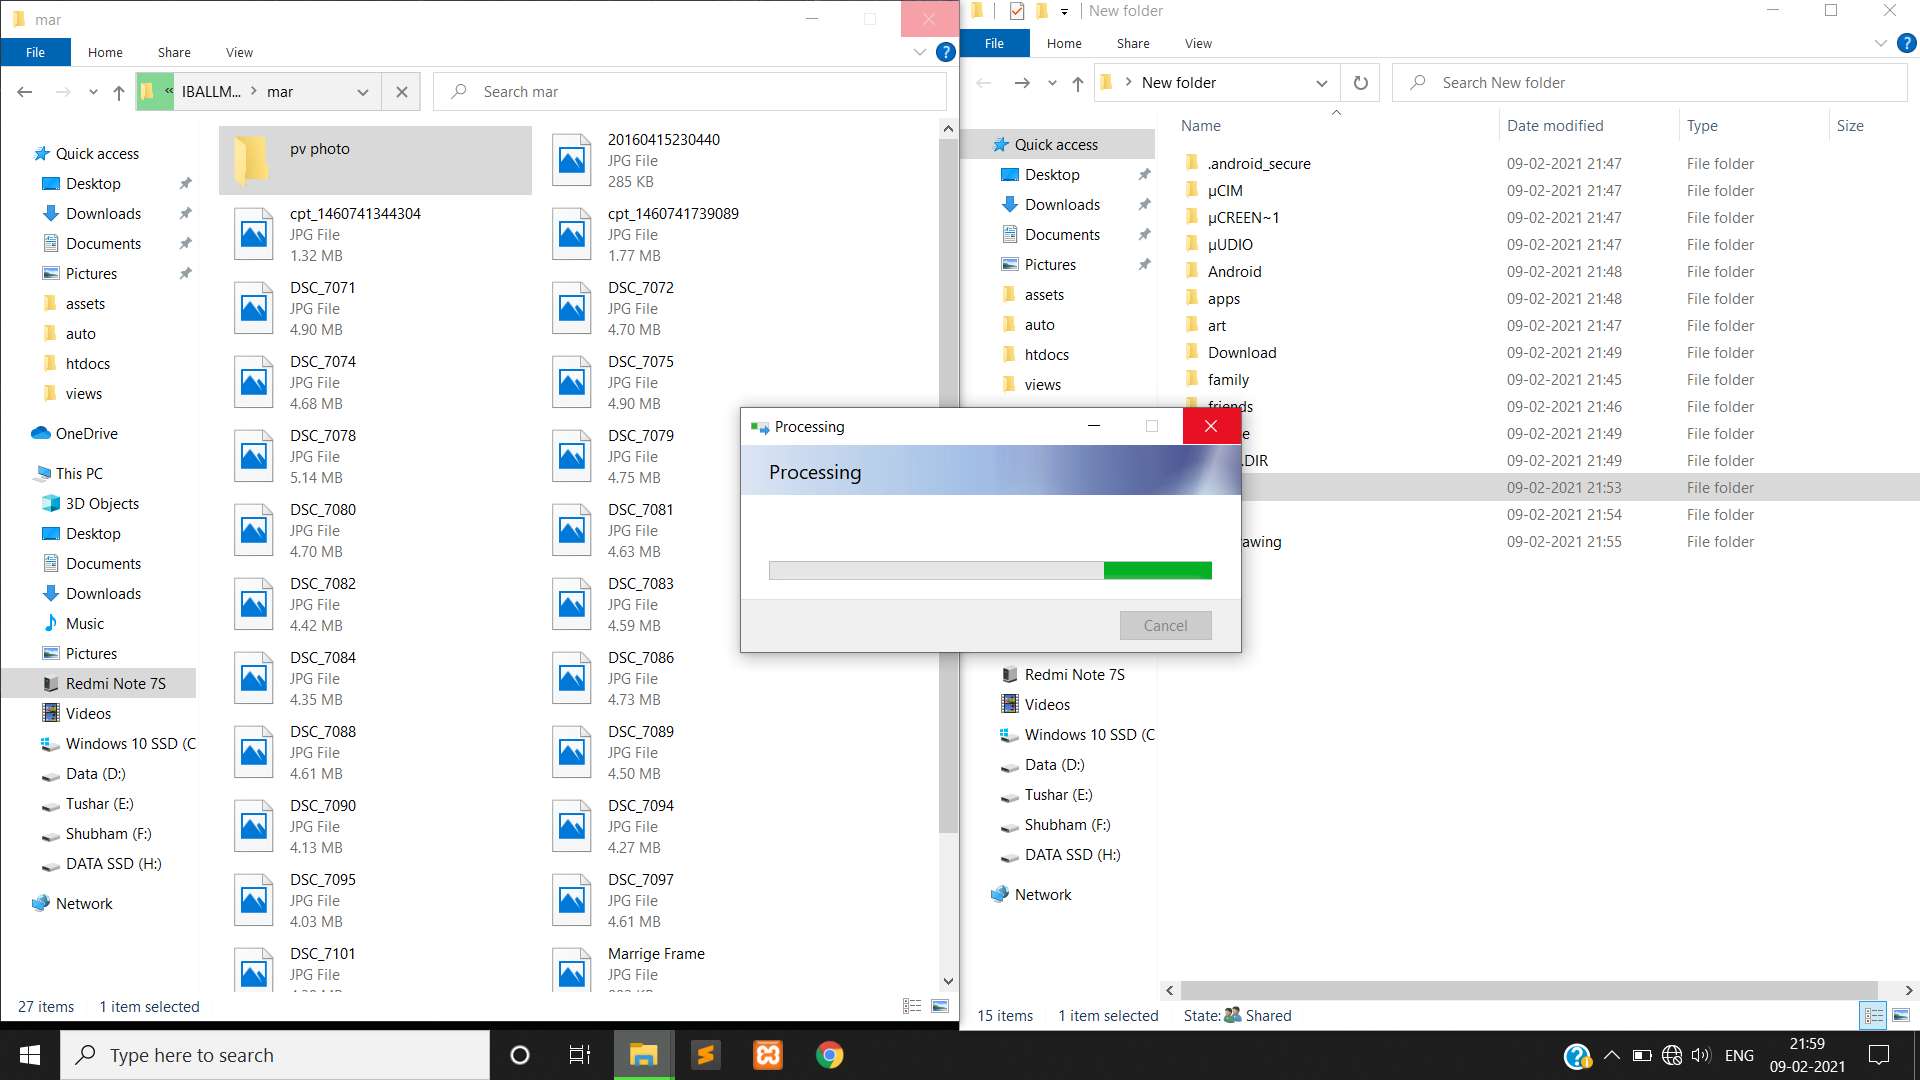 mar
File Home Share View
IBALLM... mar
Search mar
Quick access
Desktop
Downloads
Documents
Pictures
assets
auto
htdocs
views
OneDrive
This PC
3D Objects
Desktop
Documents
Downloads
Music
Pictures
Redmi Note 7S
Videos
Windows 10 SSD (C
Data (D:)
Tushar (E:)
Shubham (F:)
DATA SSD (H:)
Network
pv photo
20160415230440
JPG File
285 KB
cpt_1460741344304
JPG File
1.32 MB
cpt_1460741739089
JPG File
1.77 MB
DSC_7071
JPG File
4.90 MB
DSC_7072
JPG File
4.70 MB
DSC_7074
JPG File
4.68 MB
DSC_7075
JPG File
4.90 MB
DSC_7078
JPG File
5.14 MB
DSC_7079
JPG File
4.75 MB
DSC_7080
JPG File
4.70 MB
DSC_7081
JPG File
4.63 MB
DSC_7082
JPG File
4.42 MB
DSC_7083
JPG File
4.59 MB
DSC_7084
JPG File
4.35 MB
DSC_7086
JPG File
4.73 MB
DSC_7088
JPG File
4.61 MB
DSC_7089
JPG File
4.50 MB
DSC_7090
JPG File
4.13 MB
DSC_7094
JPG File
4.27 MB
DSC_7095
JPG File
4.03 MB
DSC_7097
JPG File
4.61 MB
DSC_7101
JPG File
Marrige Frame
JPG File
27 items 1 item selected
New folder
File Home Share View
New folder
Search New folder
Quick access
Desktop
Downloads
Documents
Pictures
assets
auto
htdocs
views
Redmi Note 7S
Videos
Windows 10 SSD (C
Data (D:)
Tushar (E:)
Shubham (F:)
DATA SSD (H:)
Network
Name Date modified Type Size
.android_secure 09-02-2021 21:47 File folder
µCIM 09-02-2021 21:47 File folder
µCREEN~1 09-02-2021 21:47 File folder
µUDIO 09-02-2021 21:47 File folder
Android 09-02-2021 21:48 File folder
apps 09-02-2021 21:48 File folder
art 09-02-2021 21:47 File folder
Download 09-02-2021 21:49 File folder
family 09-02-2021 21:45 File folder
friends 09-02-2021 21:46 File folder
e 09-02-2021 21:49 File folder
.DIR 09-02-2021 21:49 File folder
09-02-2021 21:53 File folder
09-02-2021 21:54 File folder
awing 09-02-2021 21:55 File folder
15 items 1 item selected State: Shared
Processing
Processing
Cancel
Type here to search
ENG
21:59
09-02-2021